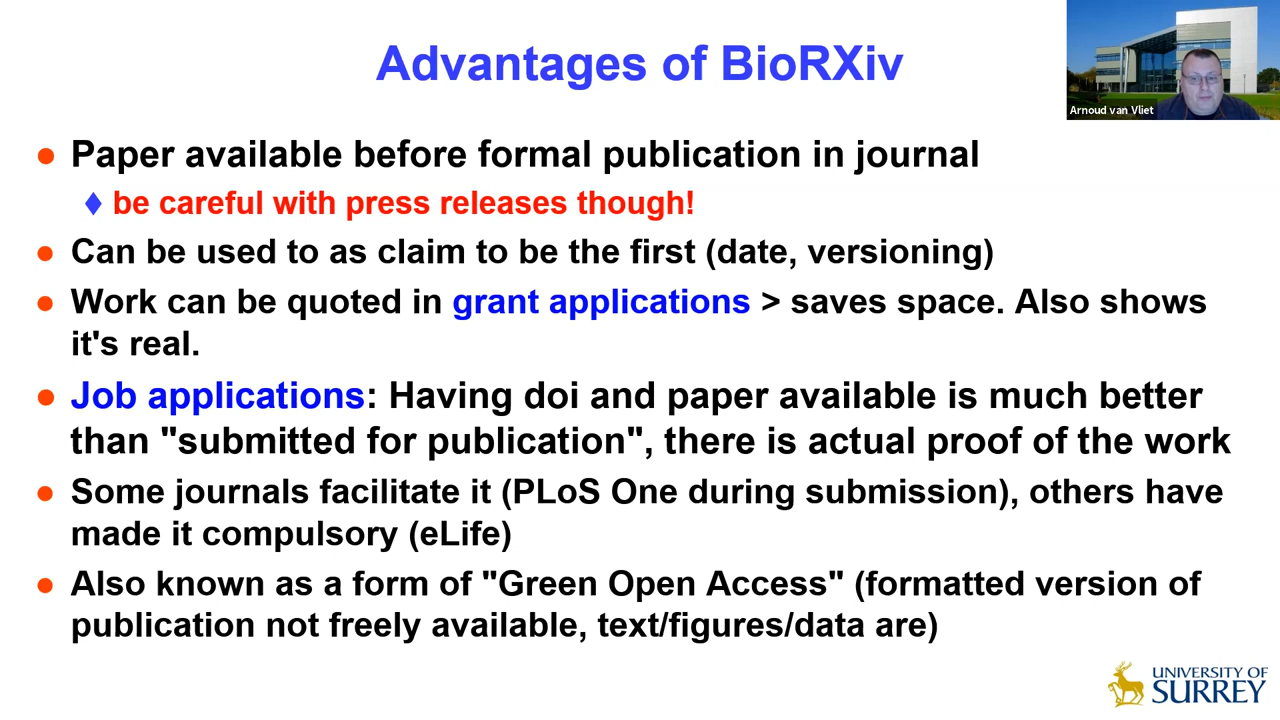 Advantages of BioRXiv
Arnoud van Vliet
● Paper available before formal publication in journal
♦ be careful with press releases though!
● Can be used to as claim to be the first (date, versioning)
● Work can be quoted in grant applications > saves space. Also shows
it's real.
● Job applications: Having doi and paper available is much better
than "submitted for publication", there is actual proof of the work
● Some journals facilitate it (PLoS One during submission), others have
made it compulsory (eLife)
● Also known as a form of "Green Open Access" (formatted version of
publication not freely available, text/figures/data are)
UNIVERSITY OF
SURREY